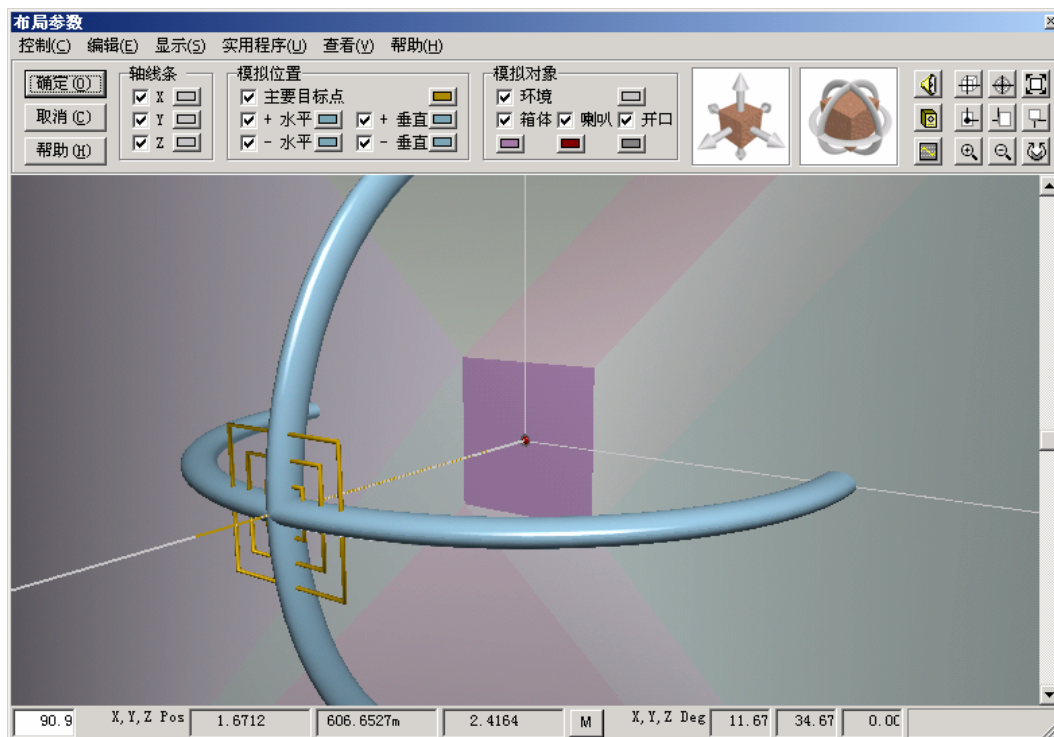 布局参数
控制(C) 编辑(E) 显示(S) 实用程序(U) 查看(V) 帮助(H)
确定(O)
取消(C)
帮助(H)
轴线条
X
Y
Z
模拟位置
主要目标点
+ 水平 + 垂直
- 水平 - 垂直
模拟对象
环境
箱体 喇叭 开口
90.9 X,Y,Z Pos 1.6712 606.6527m 2.4164 M X,Y,Z Deg 11.67 34.67 0.00